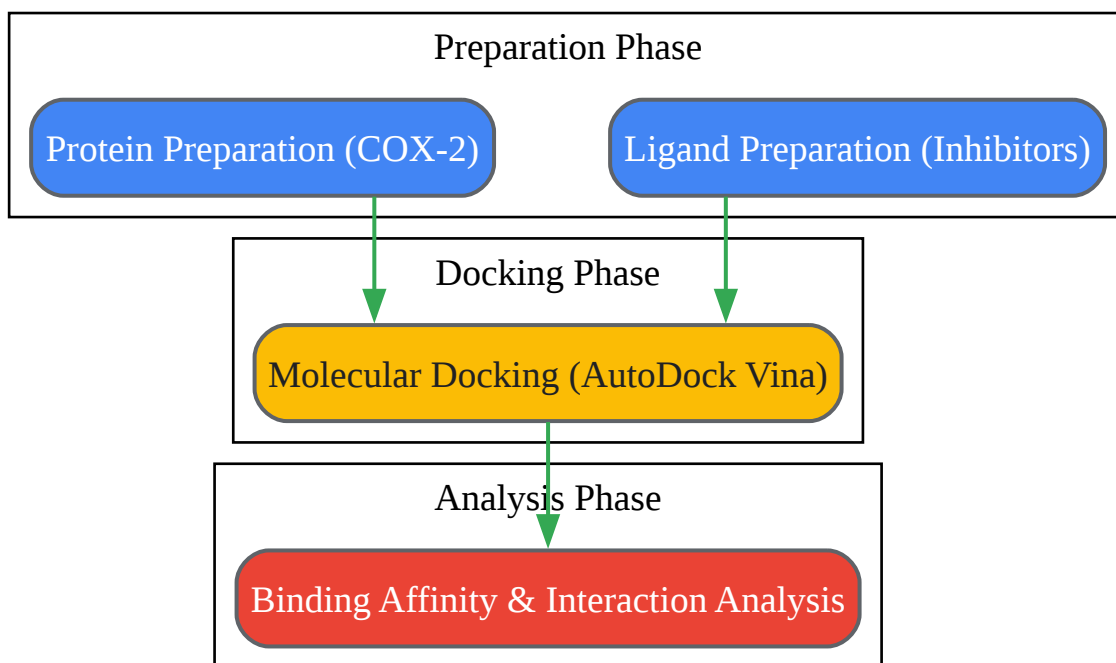 Preparation Phase
Protein Preparation (COX-2)
Ligand Preparation (Inhibitors)
Docking Phase
Molecular Docking (AutoDock Vina)
Analysis Phase
Binding Affinity & Interaction Analysis